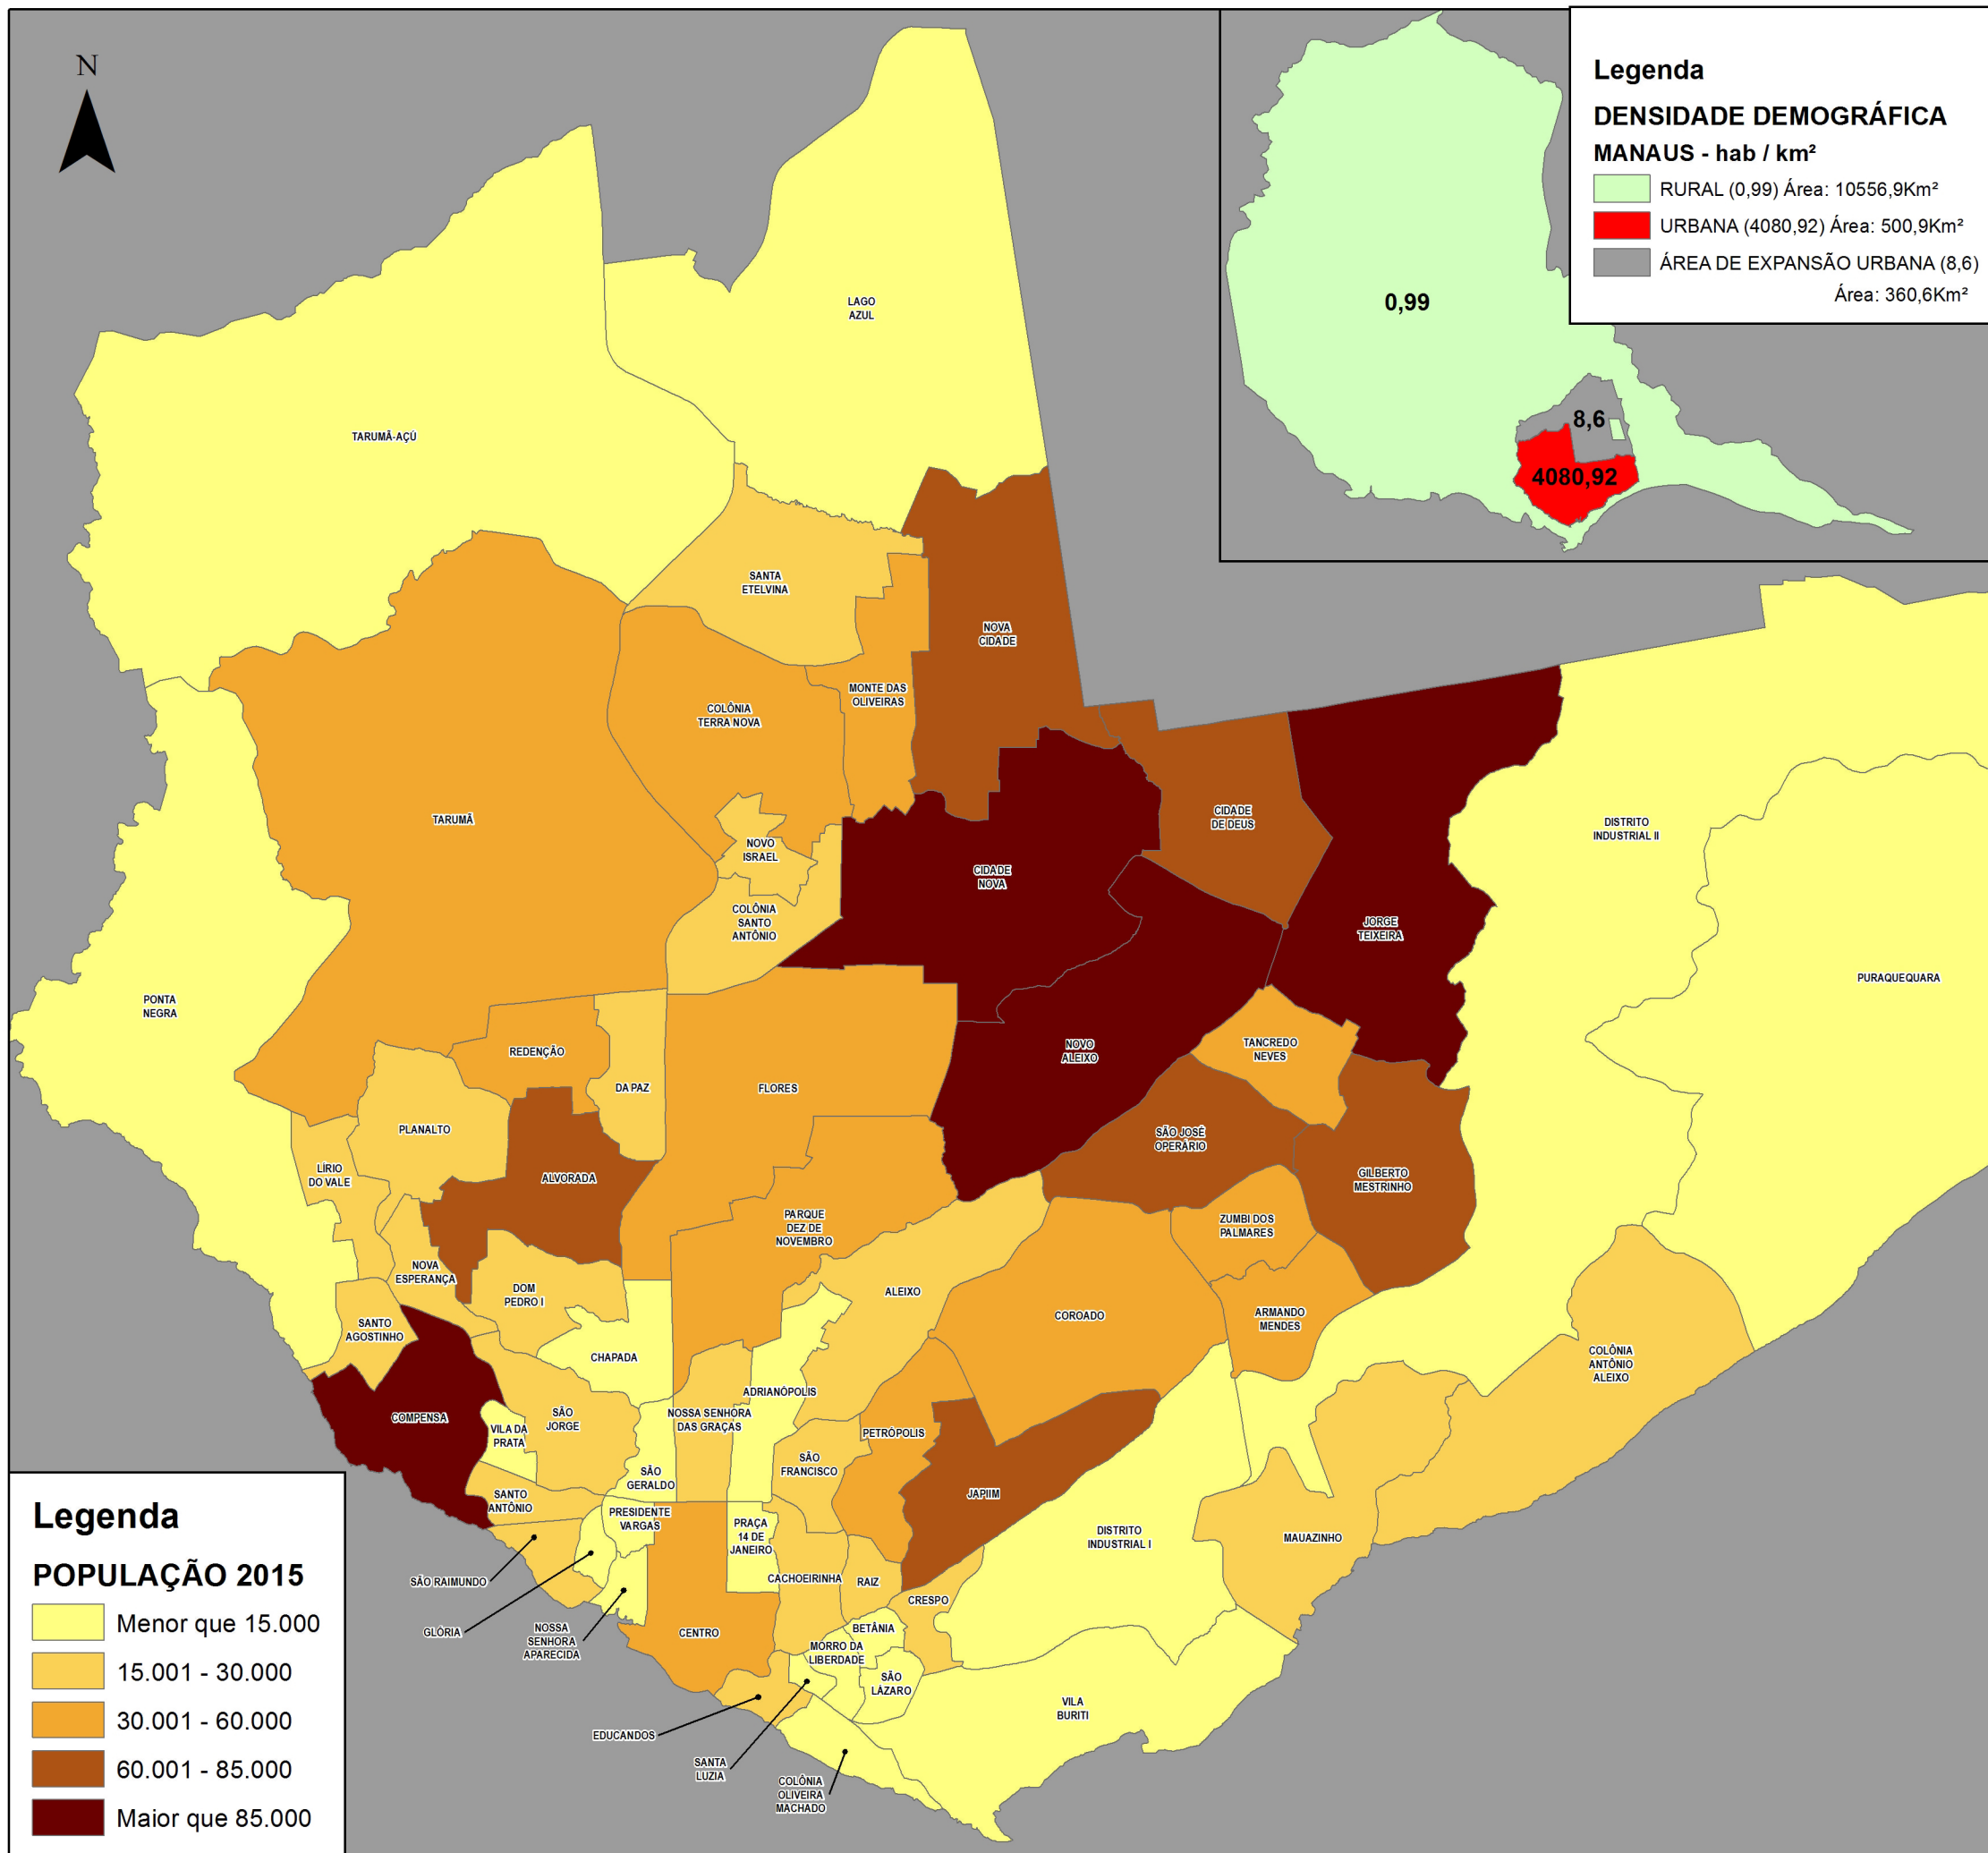 N
Legenda
DENSIDADE DEMOGRÁFICA
MANAUS - hab / km²
RURAL (0,99) Área: 10556,9Km²
URBANA (4080,92) Área: 500,9Km²
ÁREA DE EXPANSÃO URBANA (8,6)
Área: 360,6Km²
0,99
8,6
4080,92
LAGO
AZUL
TARUMÃ-AÇÚ
SANTA
ETELVINA
NOVA
CIDADE
MONTE DAS
OLIVEIRAS
COLÔNIA
TERRA NOVA
TARUMÃ
CIDADE
DE DEUS
DISTRITO
INDUSTRIAL II
NOVO
ISRAEL
CIDADE
NOVA
COLÔNIA
SANTO
ANTÔNIO
JORGE
TEIXEIRA
PURAQUEQUARA
PONTA
NEGRA
REDENÇÃO
NOVO
ALEIXO
TANCREDO
NEVES
DA PAZ
FLORES
PLANALTO
SÃO JOSÉ
OPERÁRIO
LÍRIO
DO VALE
ALVORADA
GILBERTO
MESTRINHO
PARQUE
DEZ DE
NOVEMBRO
ZUMBI DOS
PALMARES
NOVA
ESPERANÇA
DOM
PEDRO I
ALEIXO
COROADO
ARMANDO
MENDES
SANTO
AGOSTINHO
CHAPADA
COLÔNIA
ANTÔNIO
ALEIXO
ADRIANÓPOLIS
COMPENSA
SÃO
JORGE
NOSSA SENHORA
DAS GRAÇAS
VILA DA
PRATA
PETRÓPOLIS
SÃO
FRANCISCO
SÃO
GERALDO
SANTO
ANTÔNIO
JAPIIM
PRESIDENTE
VARGAS
PRAÇA
14 DE
JANEIRO
DISTRITO
INDUSTRIAL I
MAUAZINHO
SÃO RAIMUNDO
CACHOEIRINHA
RAIZ
CRESPO
GLÓRIA
NOSSA
SENHORA
APARECIDA
CENTRO
BETÂNIA
MORRO DA
LIBERDADE
SÃO
LÁZARO
VILA
BURITI
EDUCANDOS
SANTA
LUZIA
COLÔNIA
OLIVEIRA
MACHADO
Legenda
POPULAÇÃO 2015
Menor que 15.000
15.001 - 30.000
30.001 - 60.000
60.001 - 85.000
Maior que 85.000